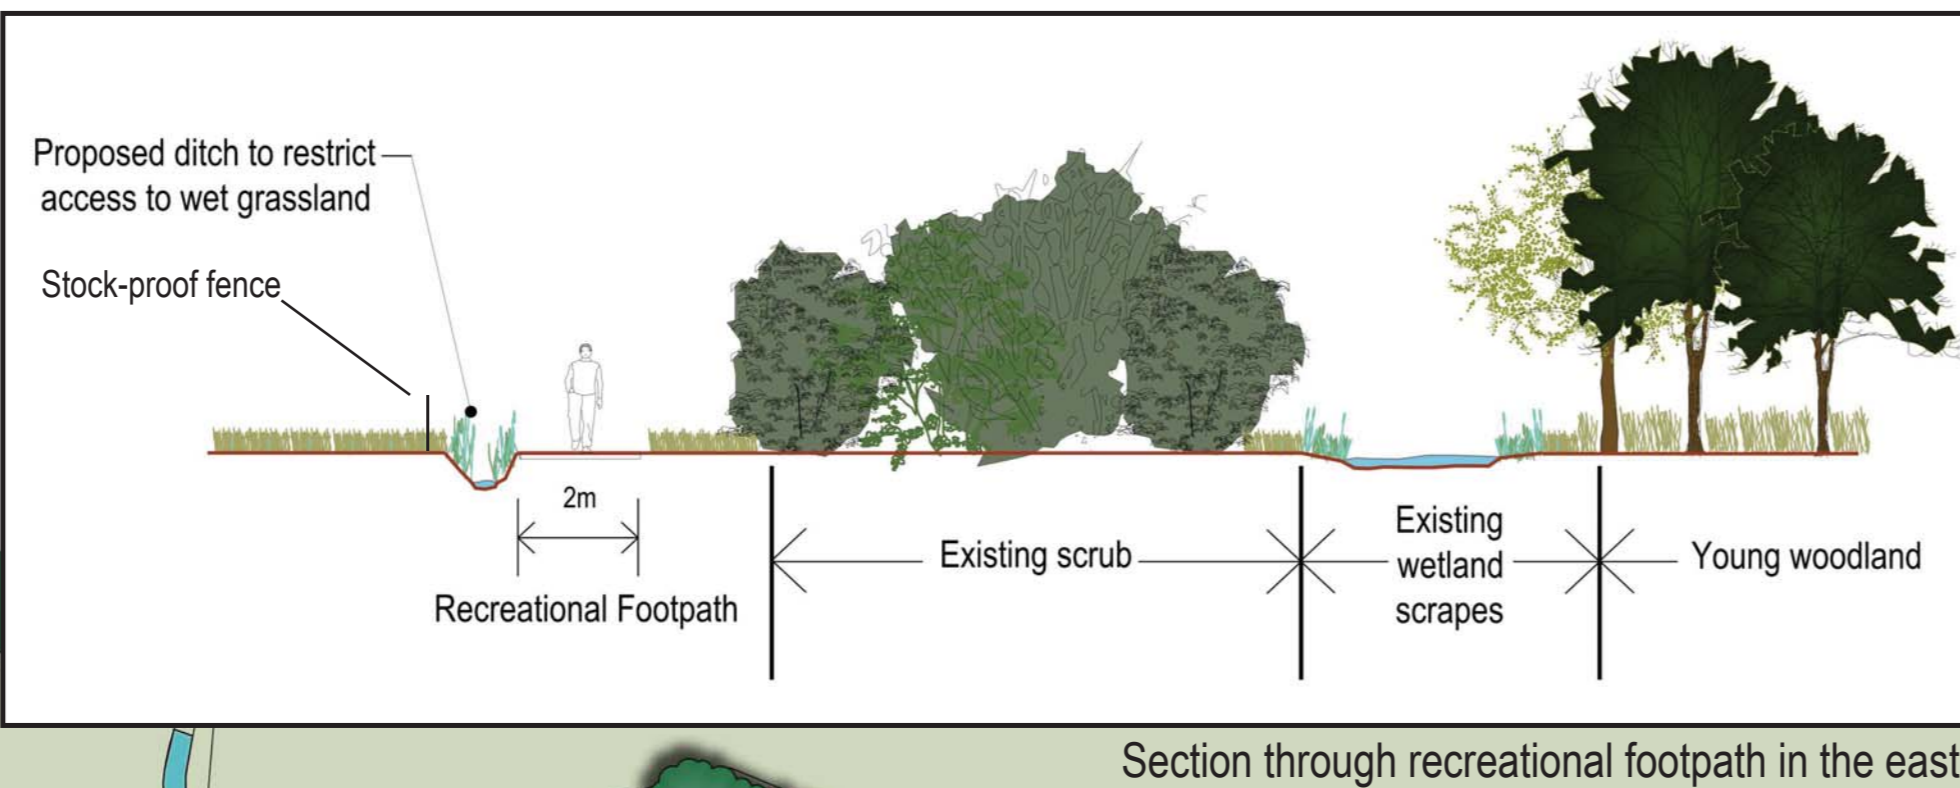 Proposed ditch to restrict
access to wet grassland
Stock-proof fence
2m
Recreational Footpath
Existing scrub
Existing
wetland
scrapes
Young woodland
Section through recreational footpath in the east